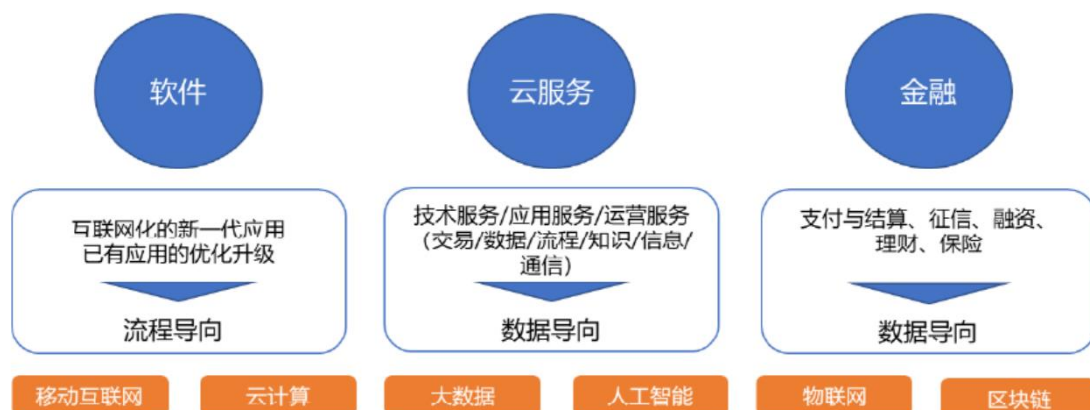 软件
云服务
金融
互联网化的新一代应用
已有应用的优化升级
流程导向
技术服务/应用服务/运营服务
（交易/数据/流程/知识/信息/
通信）
数据导向
支付与结算、征信、融资、
理财、保险
数据导向
移动互联网
云计算
大数据
人工智能
物联网
区块链